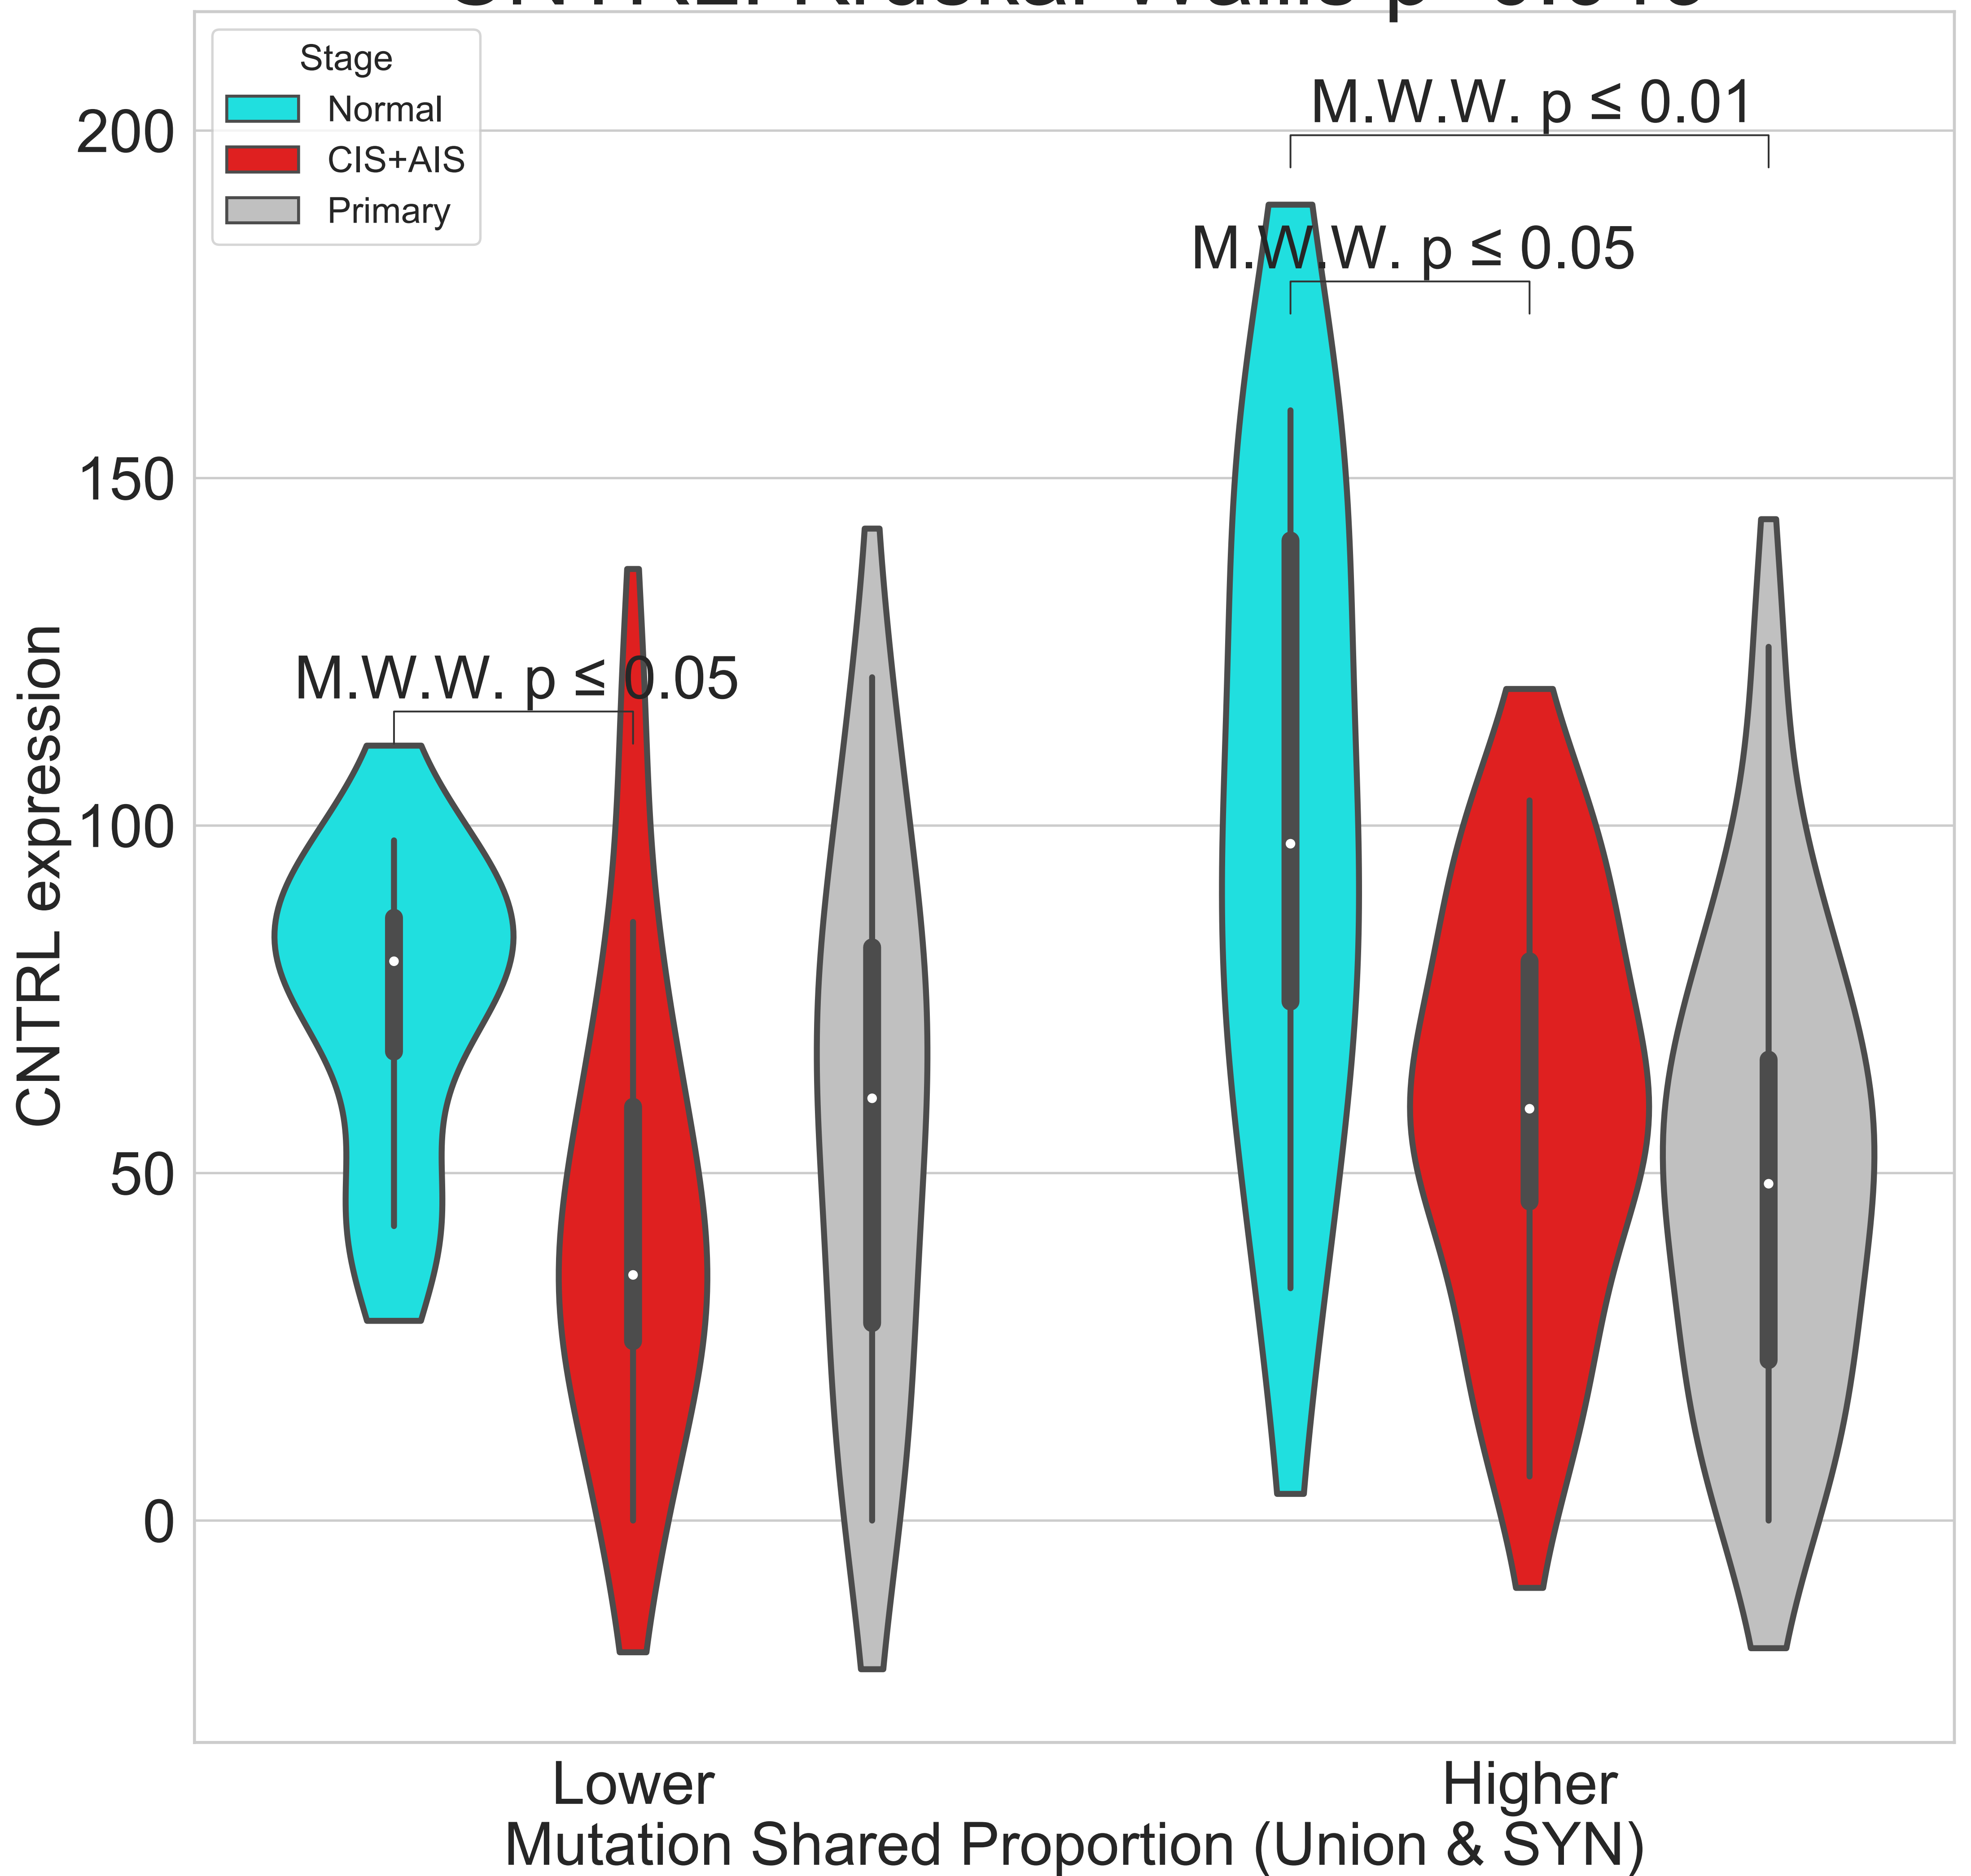 Stage
Normal
CIS+AIS
Primary
M.W.W. p ≤ 0.01
M.W.W. p ≤ 0.05
M.W.W. p ≤ 0.05
200
150
100
50
0
CNTRL expression
Lower
Higher
Mutation Shared Proportion (Union & SYN)